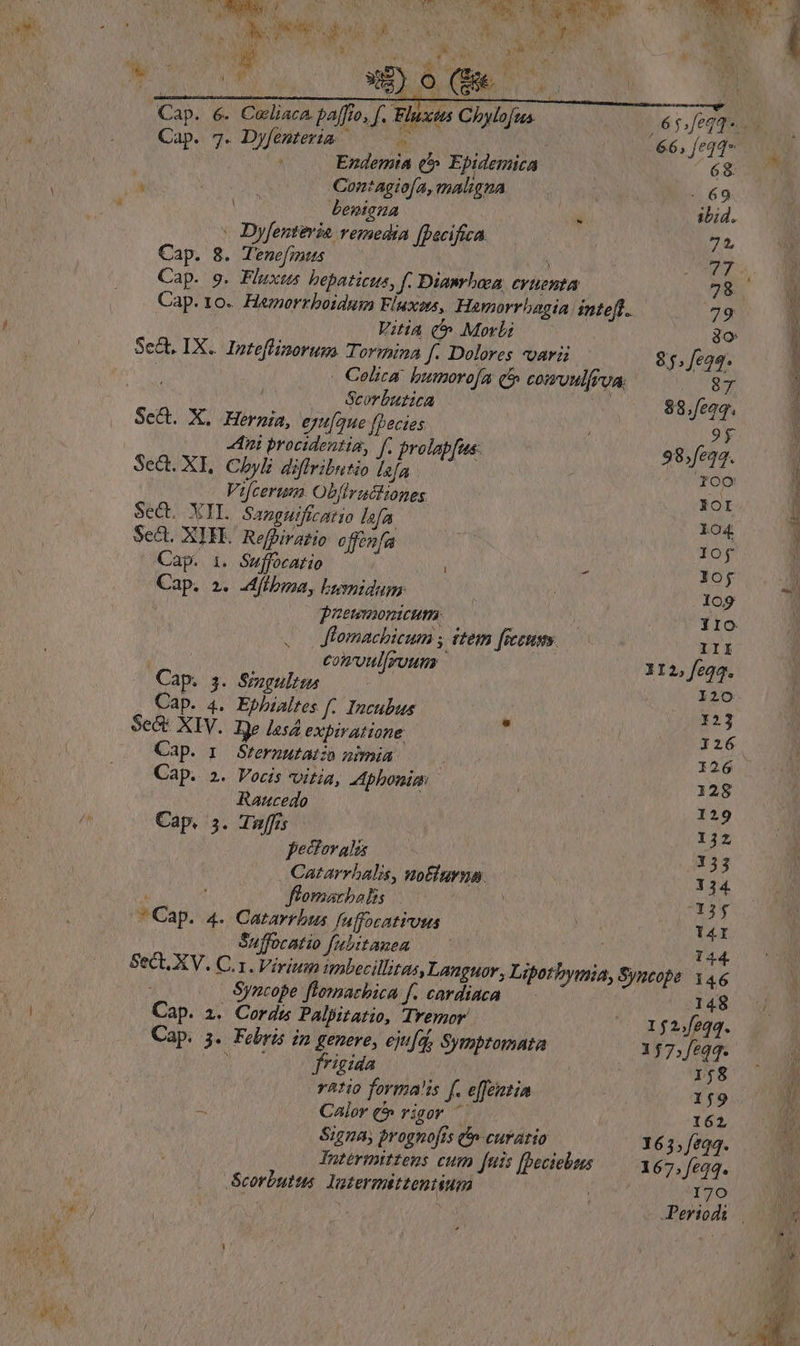 ) o (
Cap. 6. Cœliaca paſſio, ſ. Fluxus Chyloſus 65, ſeqq.
Cap. 7. Dyſenteria 66, ſeqq.
Endemia & Epidemica 68
Contagioſa, maligna 69
benigna ibid.
Dyſenteriæ remedia ſpecifica 72
Cap. 8. Teneſmus 77
Cap. 9. Fluxus hepaticus, ſ. Diarrhœa cruenta 78
Cap. 10. Hæmorrhoidum Fluxus, Hæmorrhagia inteſt. 79
Vitia & Morbi 80
Sect. IX. Inteſtinorum Tormina ſ. Dolores varii 85, ſeqq.
Colica humoroſa & convulſiva 87
Scorbutica 88, ſeqq.
Sect. X. Hernia, ejuſque ſpecies 95
Ani procidentia, ſ. prolapſus 98, ſeqq.
Sect. XI. Chyli diſtributio læſa 100
Viſcerum Obſtructiones 101
Sect. XII. Sanguificatio læſa 104
Sect. XIII. Reſpiratio offenſa 105
Cap. 1. Suffocatio 105
Cap. 2. Aſthma, humidum 109
pneumonicum 110
ſtomachicum; item ſiccum 111
convulſivum 112, ſeqq.
Cap. 3. Singultus 120
Cap. 4. Ephialtes ſ. Incubus 123
Sect XIV. De læsâ expiratione 126
Cap. 1 Sternutatio nimia 126
Cap. 2. Vocis vitia, Aphonia 128
Raucedo 129
Cap. 3. Tuſſis 132
pectoralis 133
Catarrhalis, nocturna 134
ſtomachalis 135
Cap. 4. Catarrhus ſuffocativus 141
Suffocatio ſubitanea 144
Sect. XV. C. 1. Virium imbecillitas, Languor, Lipothymia, Syncope 146
Syncope ſtomachica ſ. cardiaca 148
Cap. 2. Cordis Palpitatio, Tremor 152, ſeqq.
Cap. 3. Febris in genere, ejuſq; Symptomata 157, ſeqq.
frigida 158
ratio formalis ſ. eſſentia 159
Calor & rigor 162
Signa, prognoſis & curatio 163, ſeqq.
Intermittens cum ſuis ſpeciebus 167, ſeqq.
Scorbutus Intermittentium 170
Periodi